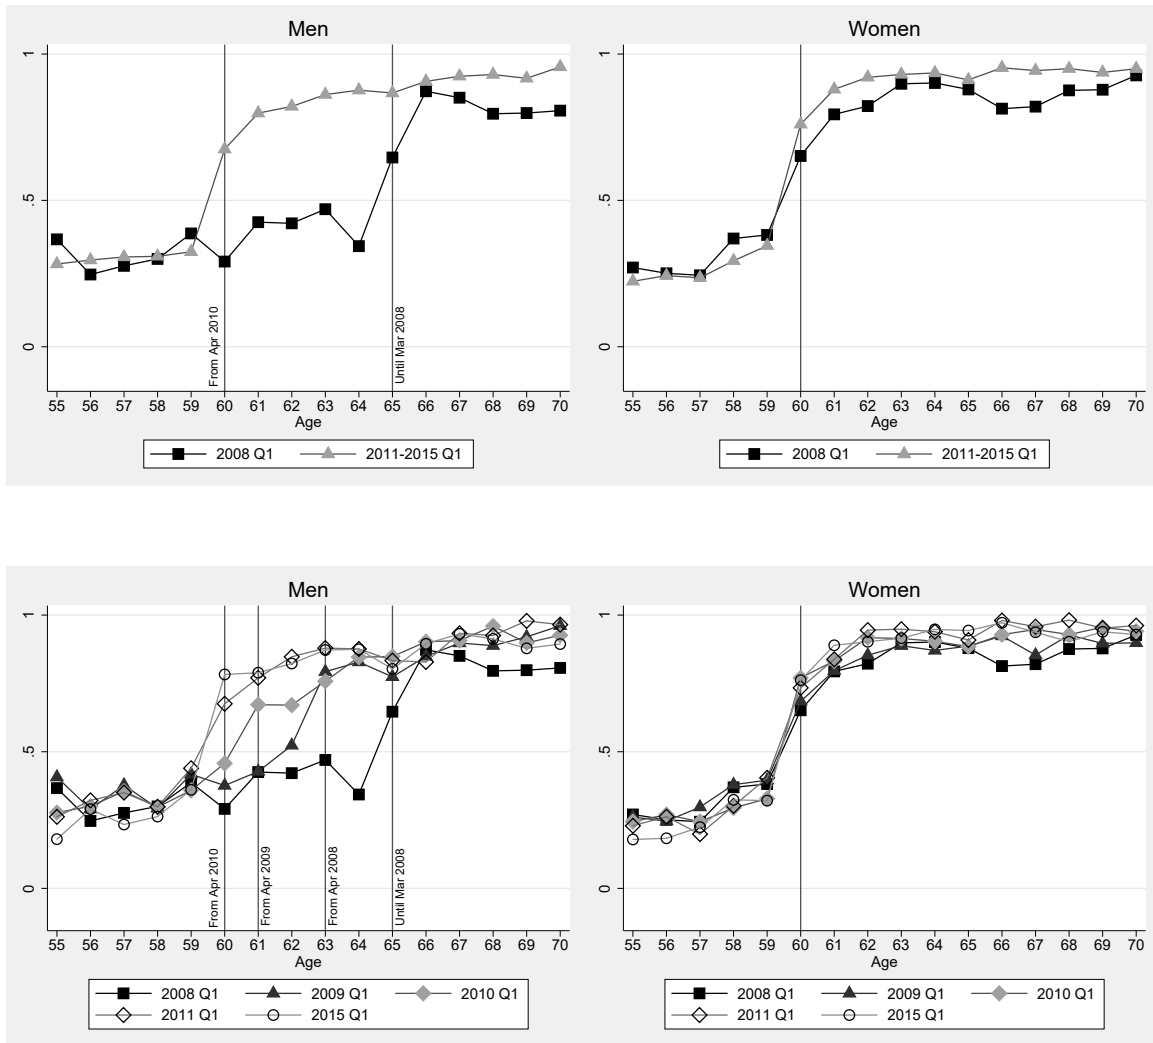 Men
Women
1
.5
0
From Apr 2010
Until Mar 2008
55 56 57 58 59 60 61 62 63 64 65 66 67 68 69 70
Age
2008 Q1 2011-2015 Q1
1
.5
0
55 56 57 58 59 60 61 62 63 64 65 66 67 68 69 70
Age
2008 Q1 2011-2015 Q1
Men
Women
1
.5
0
From Apr 2010
From Apr 2009
From Apr 2008
Until Mar 2008
55 56 57 58 59 60 61 62 63 64 65 66 67 68 69 70
Age
2008 Q1 2009 Q1 2010 Q1
2011 Q1 2015 Q1
1
.5
0
55 56 57 58 59 60 61 62 63 64 65 66 67 68 69 70
Age
2008 Q1 2009 Q1 2010 Q1
2011 Q1 2015 Q1